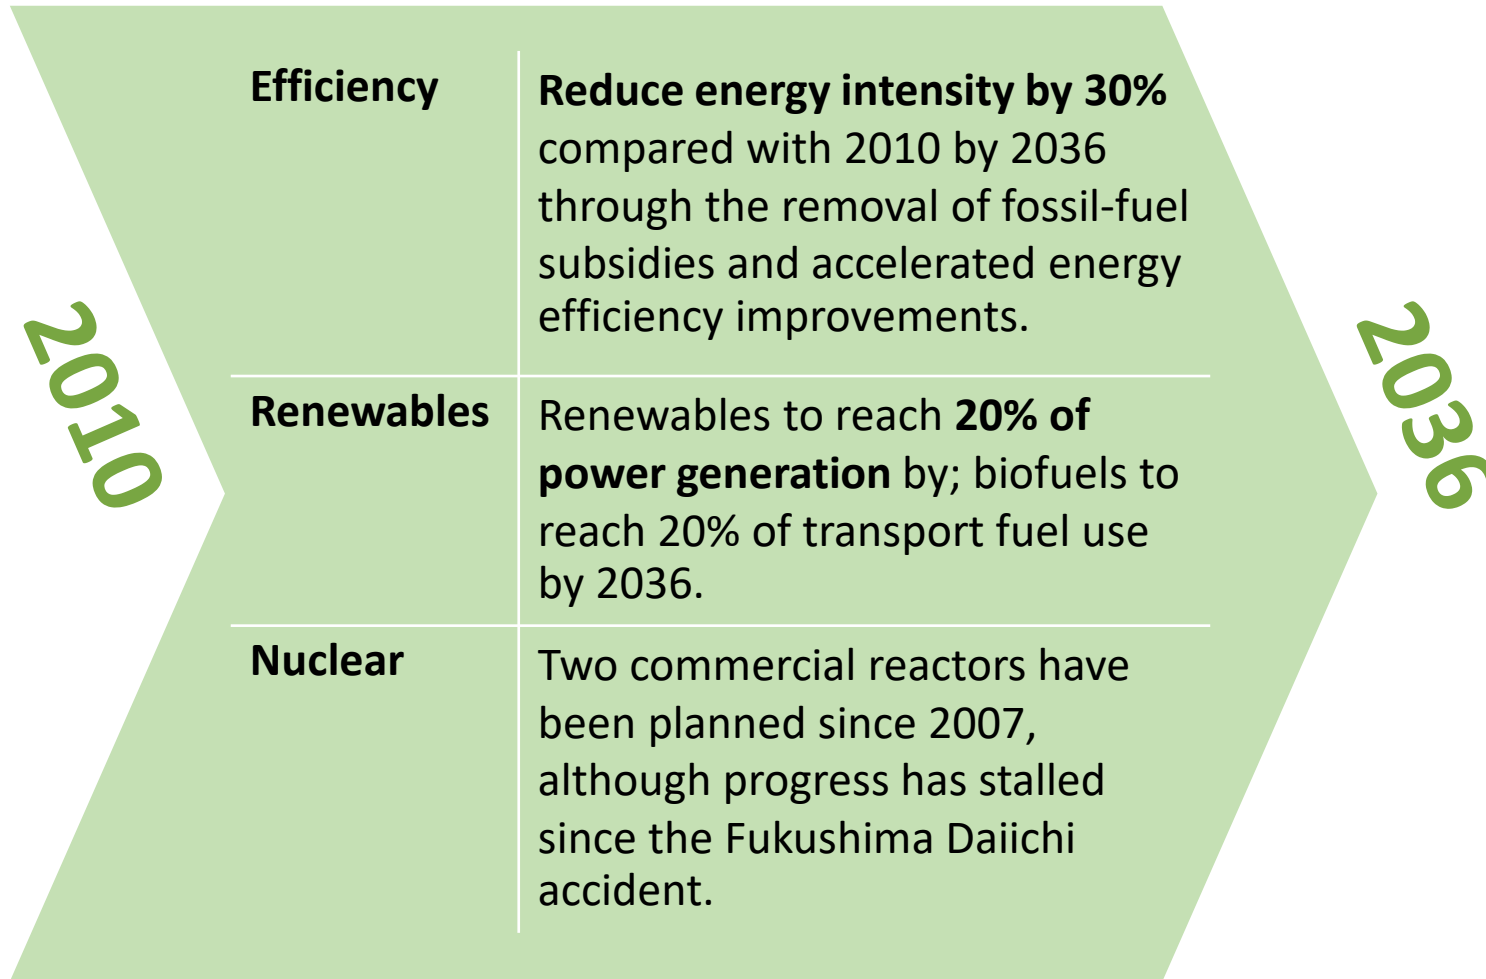 2010
Efficiency
Reduce energy intensity by 30%
compared with 2010 by 2036
through the removal of fossil-fuel
subsidies and accelerated energy
efficiency improvements.
Renewables
Renewables to reach 20% of
power generation by; biofuels to
reach 20% of transport fuel use
by 2036.
Nuclear
Two commercial reactors have
been planned since 2007,
although progress has stalled
since the Fukushima Daiichi
accident.
2036